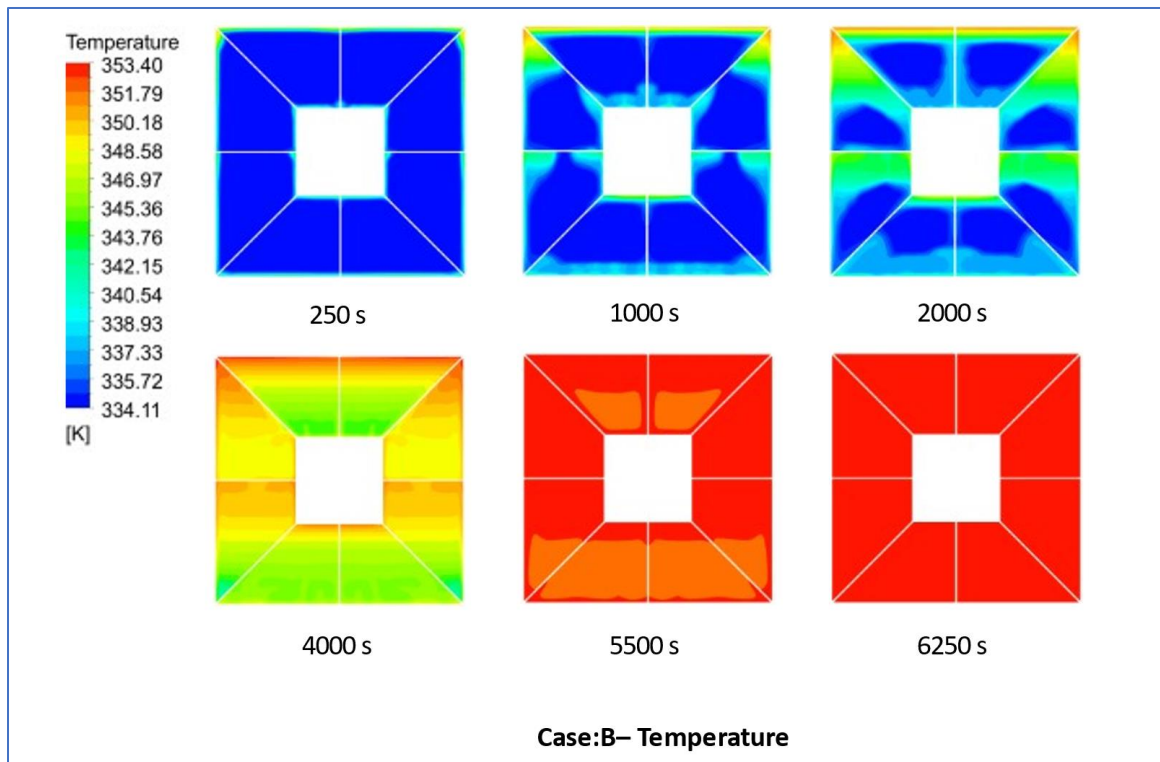 Temperature
353.40
351.79
350.18
348.58
346.97
345.36
343.76
342.15
340.54
338.93
337.33
335.72
334.11
[K]
250 s
1000 s
2000 s
4000 s
5500 s
6250 s
Case:B– Temperature